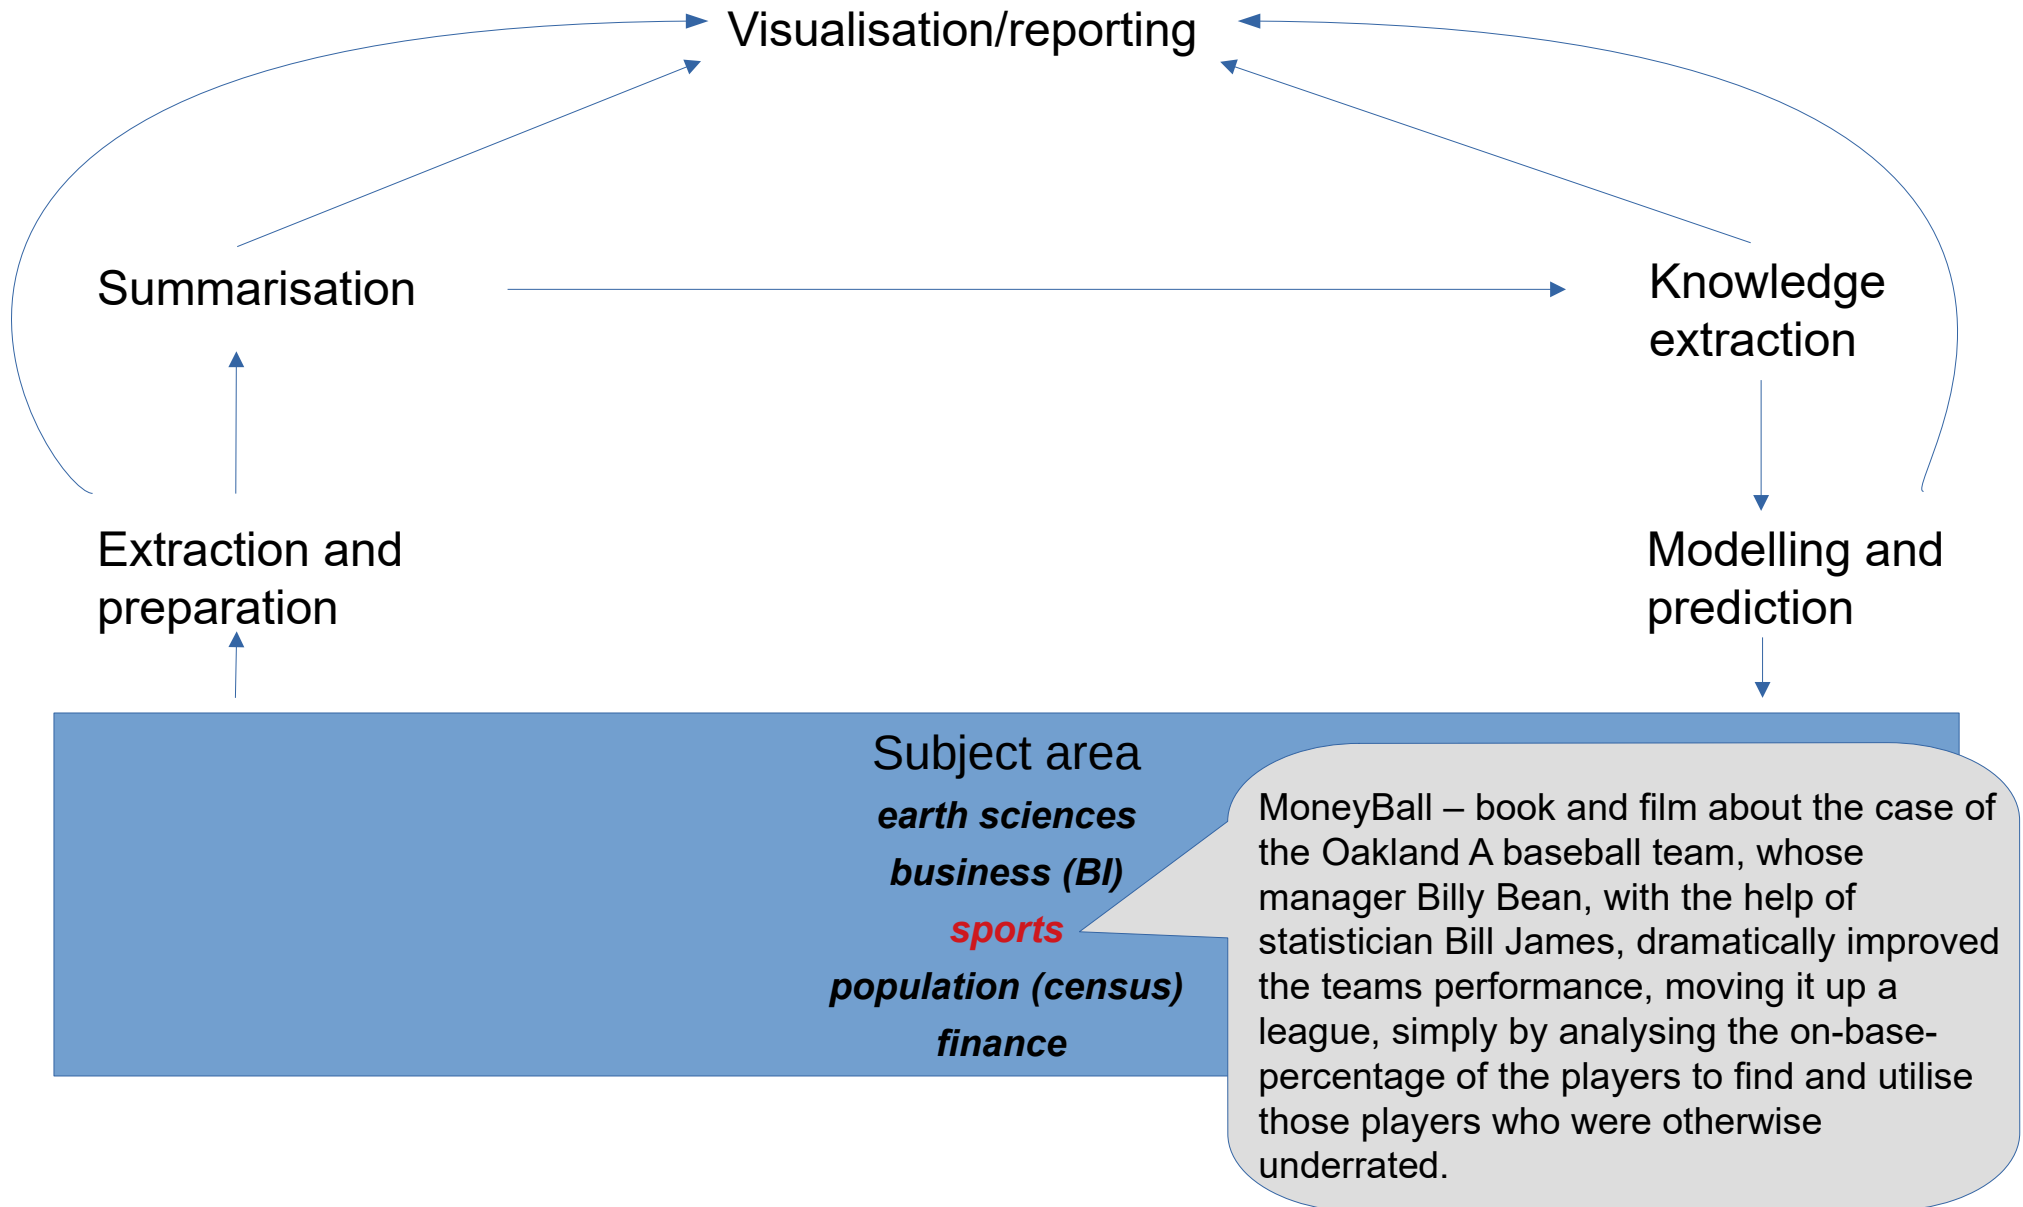 Visualisation/reporting
Summarisation
Knowledge
extraction
Extraction and
preparation
Modelling and
prediction
Subject area
earth sciences
business (BI)
sports
population (census)
finance
MoneyBall – book and film about the case of
the Oakland A baseball team, whose
manager Billy Bean, with the help of
statistician Bill James, dramatically improved
the teams performance, moving it up a
league, simply by analysing the on-base-
percentage of the players to find and utilise
those players who were otherwise
underrated.